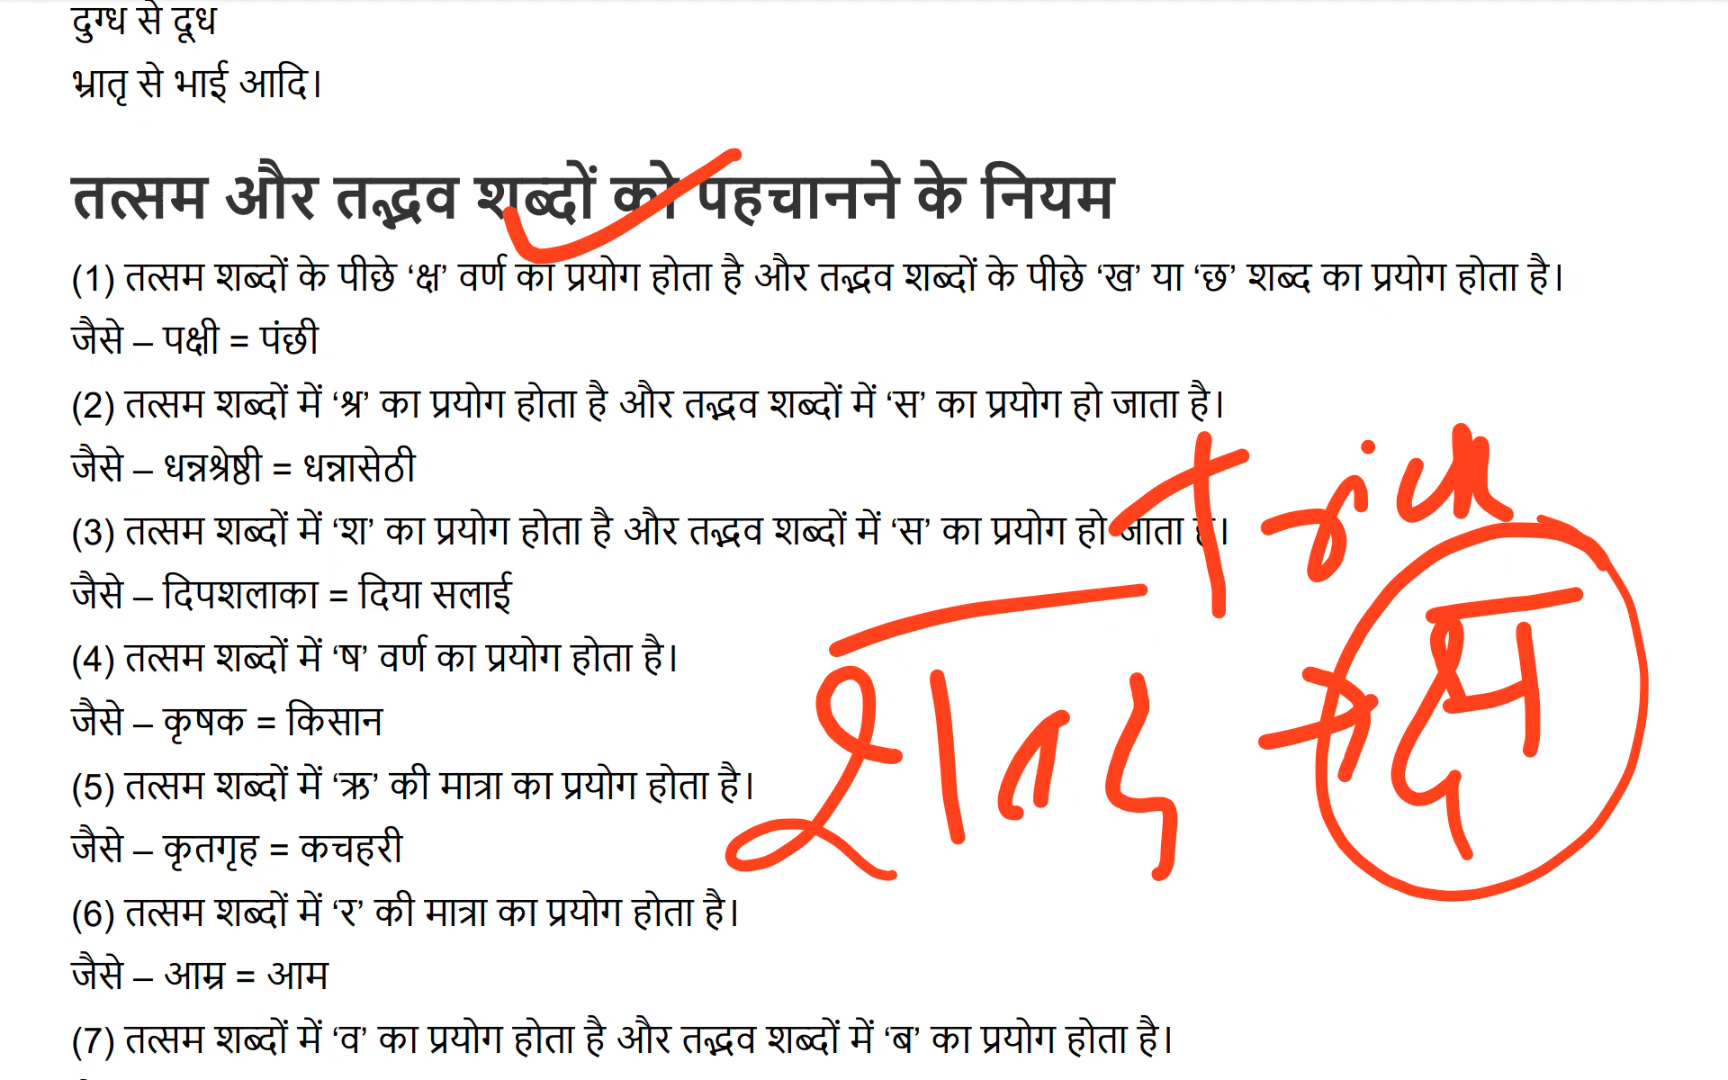 दुग्ध से दूध
भ्रातृ से भाई आदि।
तत्सम और तद्भव शब्दों को पहचानने के नियम
(1) तत्सम शब्दों के पीछे ‘क्ष’ वर्ण का प्रयोग होता है और तद्भव शब्दों के पीछे ‘ख’ या ‘छ’ शब्द का प्रयोग होता है।
जैसे – पक्षी = पंछी
(2) तत्सम शब्दों में ‘श्र’ का प्रयोग होता है और तद्भव शब्दों में ‘स’ का प्रयोग हो जाता है।
जैसे – धन्नश्रेष्ठी = धन्नासेठी
(3) तत्सम शब्दों में ‘श’ का प्रयोग होता है और तद्भव शब्दों में ‘स’ का प्रयोग हो जाता है।
Trick
जैसे – दिपशलाका = दिया सलाई
शब्द → क्ष
(4) तत्सम शब्दों में ‘ष’ वर्ण का प्रयोग होता है।
जैसे – कृषक = किसान
(5) तत्सम शब्दों में ‘ऋ’ की मात्रा का प्रयोग होता है।
जैसे – कृतगृह = कचहरी
(6) तत्सम शब्दों में ‘र’ की मात्रा का प्रयोग होता है।
जैसे – आम्र = आम
(7) तत्सम शब्दों में ‘व’ का प्रयोग होता है और तद्भव शब्दों में ‘ब’ का प्रयोग होता है।